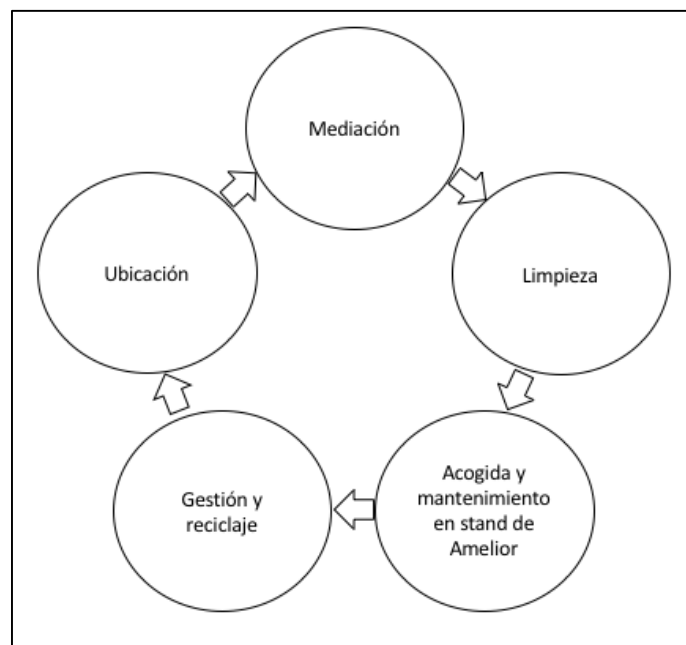 Mediación
Limpieza
Acogida y
mantenimiento
en stand de
Amelior
Gestión y
reciclaje
Ubicación